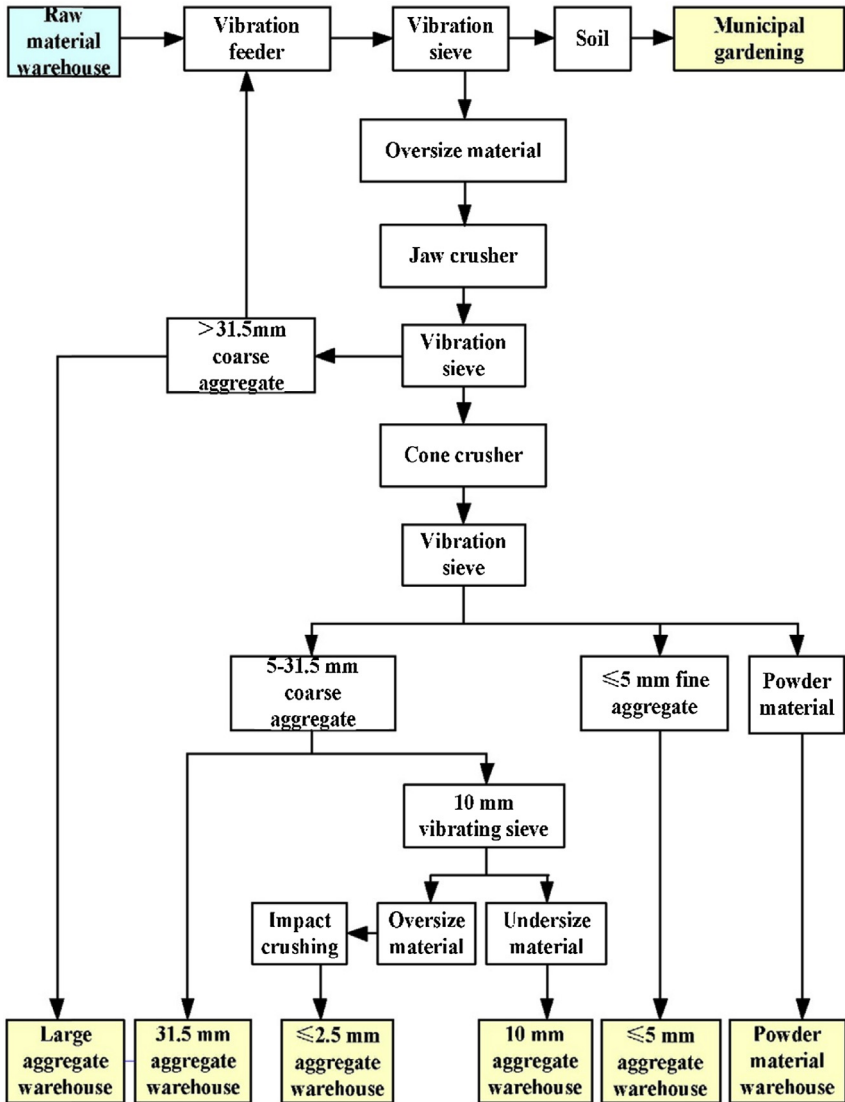 Raw
material
warehouse
Vibration
feeder
Vibration
sieve
Soil
Municipal
gardening
Oversize material
Jaw crusher
>31.5mm
coarse
aggregate
Vibration
sieve
Cone crusher
Vibration
sieve
5-31.5 mm
coarse
aggregate
≤5 mm fine
aggregate
Powder
material
10 mm
vibrating sieve
Impact
crushing
Oversize
material
Undersize
material
Large
aggregate
warehouse
31.5 mm
aggregate
warehouse
≤2.5 mm
aggregate
warehouse
10 mm
aggregate
warehouse
≤5 mm
aggregate
warehouse
Powder
material
warehouse